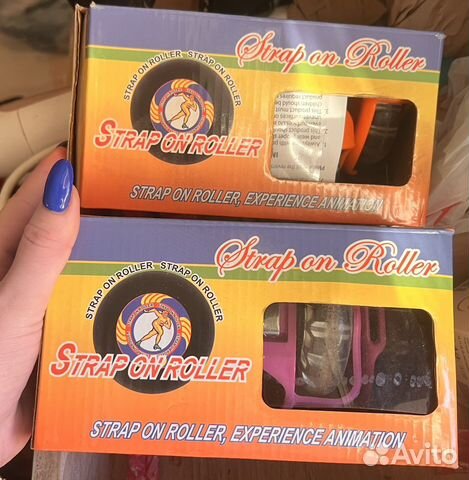 Strap on Roller
STRAP ON ROLLER STRAP ON ROLLER
STRAP ON ROLLER
STRAP ON ROLLER, EXPERIENCE ANIMATION
Strap on Roller
STRAP ON ROLLER STRAP ON ROLLER
STRAP ON ROLLER
STRAP ON ROLLER, EXPERIENCE ANIMATION
Avito